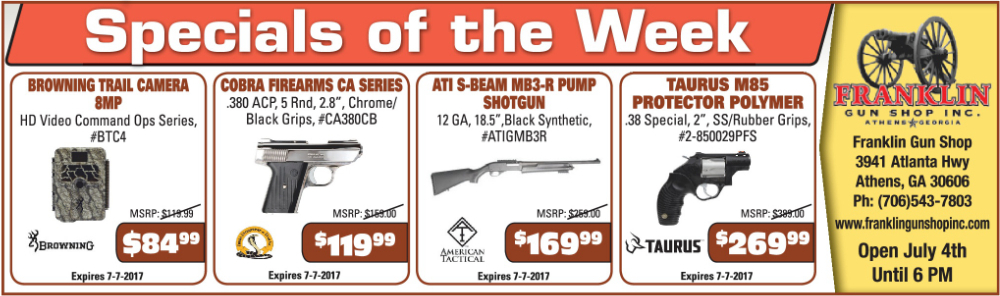 Specials of the Week
BROWNING TRAIL CAMERA
8MP
HD Video Command Ops Series,
#BTC4
MSRP: $119.99
BROWNING
$84.99
Expires 7-7-2017
COBRA FIREARMS CA SERIES
.380 ACP, 5 Rnd, 2.8", Chrome/
Black Grips, #CA380CB
MSRP: $159.00
$119.99
Expires 7-7-2017
ATI S-BEAM MB3-R PUMP
SHOTGUN
12 GA, 18.5",Black Synthetic,
#ATIGMB3R
MSRP: $259.00
AMERICAN
TACTICAL
$169.99
Expires 7-7-2017
TAURUS M85
PROTECTOR POLYMER
.38 Special, 2", SS/Rubber Grips,
#2-850029PFS
MSRP: $389.00
TAURUS
$269.99
Expires 7-7-2017
FRANKLIN
GUN SHOP INC.
ATHENS GEORGIA
Franklin Gun Shop
3941 Atlanta Hwy
Athens, GA 30606
Ph: (706)543-7803
www.franklingunshopinc.com
Open July 4th
Until 6 PM